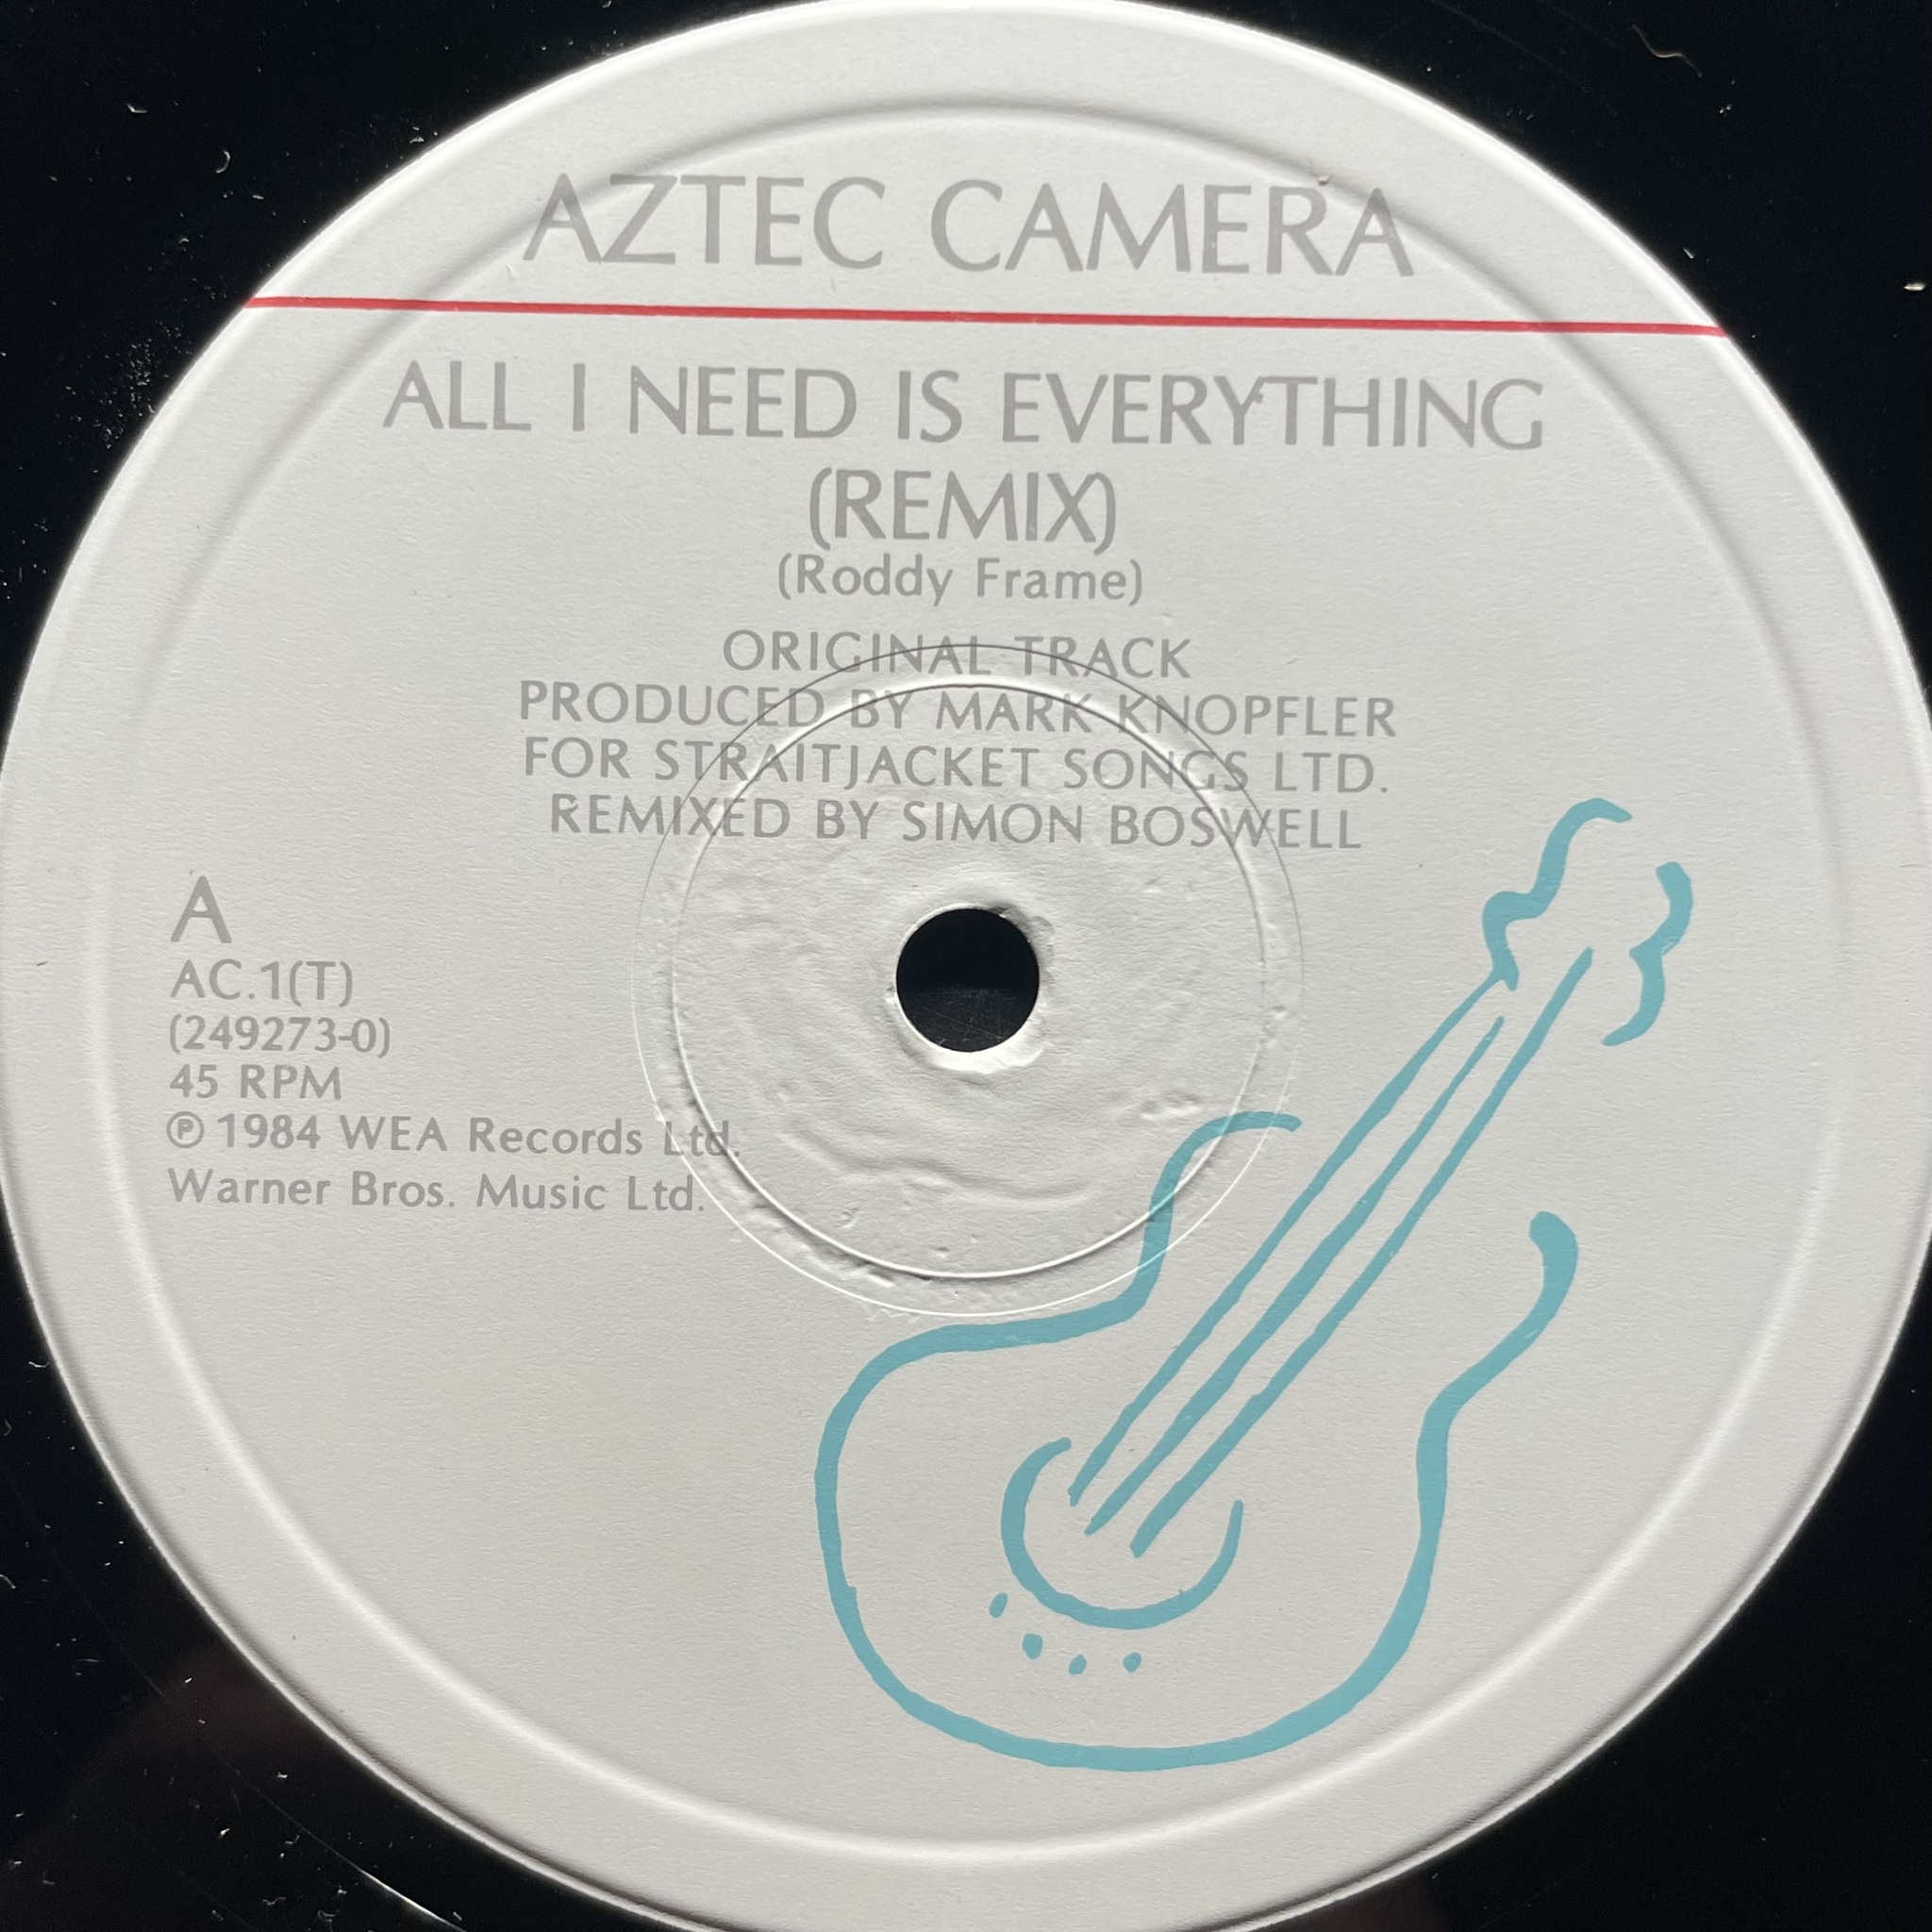 AZTEC CAMERA
ALL I NEED IS EVERYTHING
(REMIX)
(Roddy Frame)
ORIGINAL TRACK
PRODUCED BY MARK KNOPFLER
FOR STRAITJACKET SONGS LTD.
REMIXED BY SIMON BOSWELL
A
AC.1(T)
(249273-0)
45 RPM
℗ 1984 WEA Records Ltd.
Warner Bros. Music Ltd.